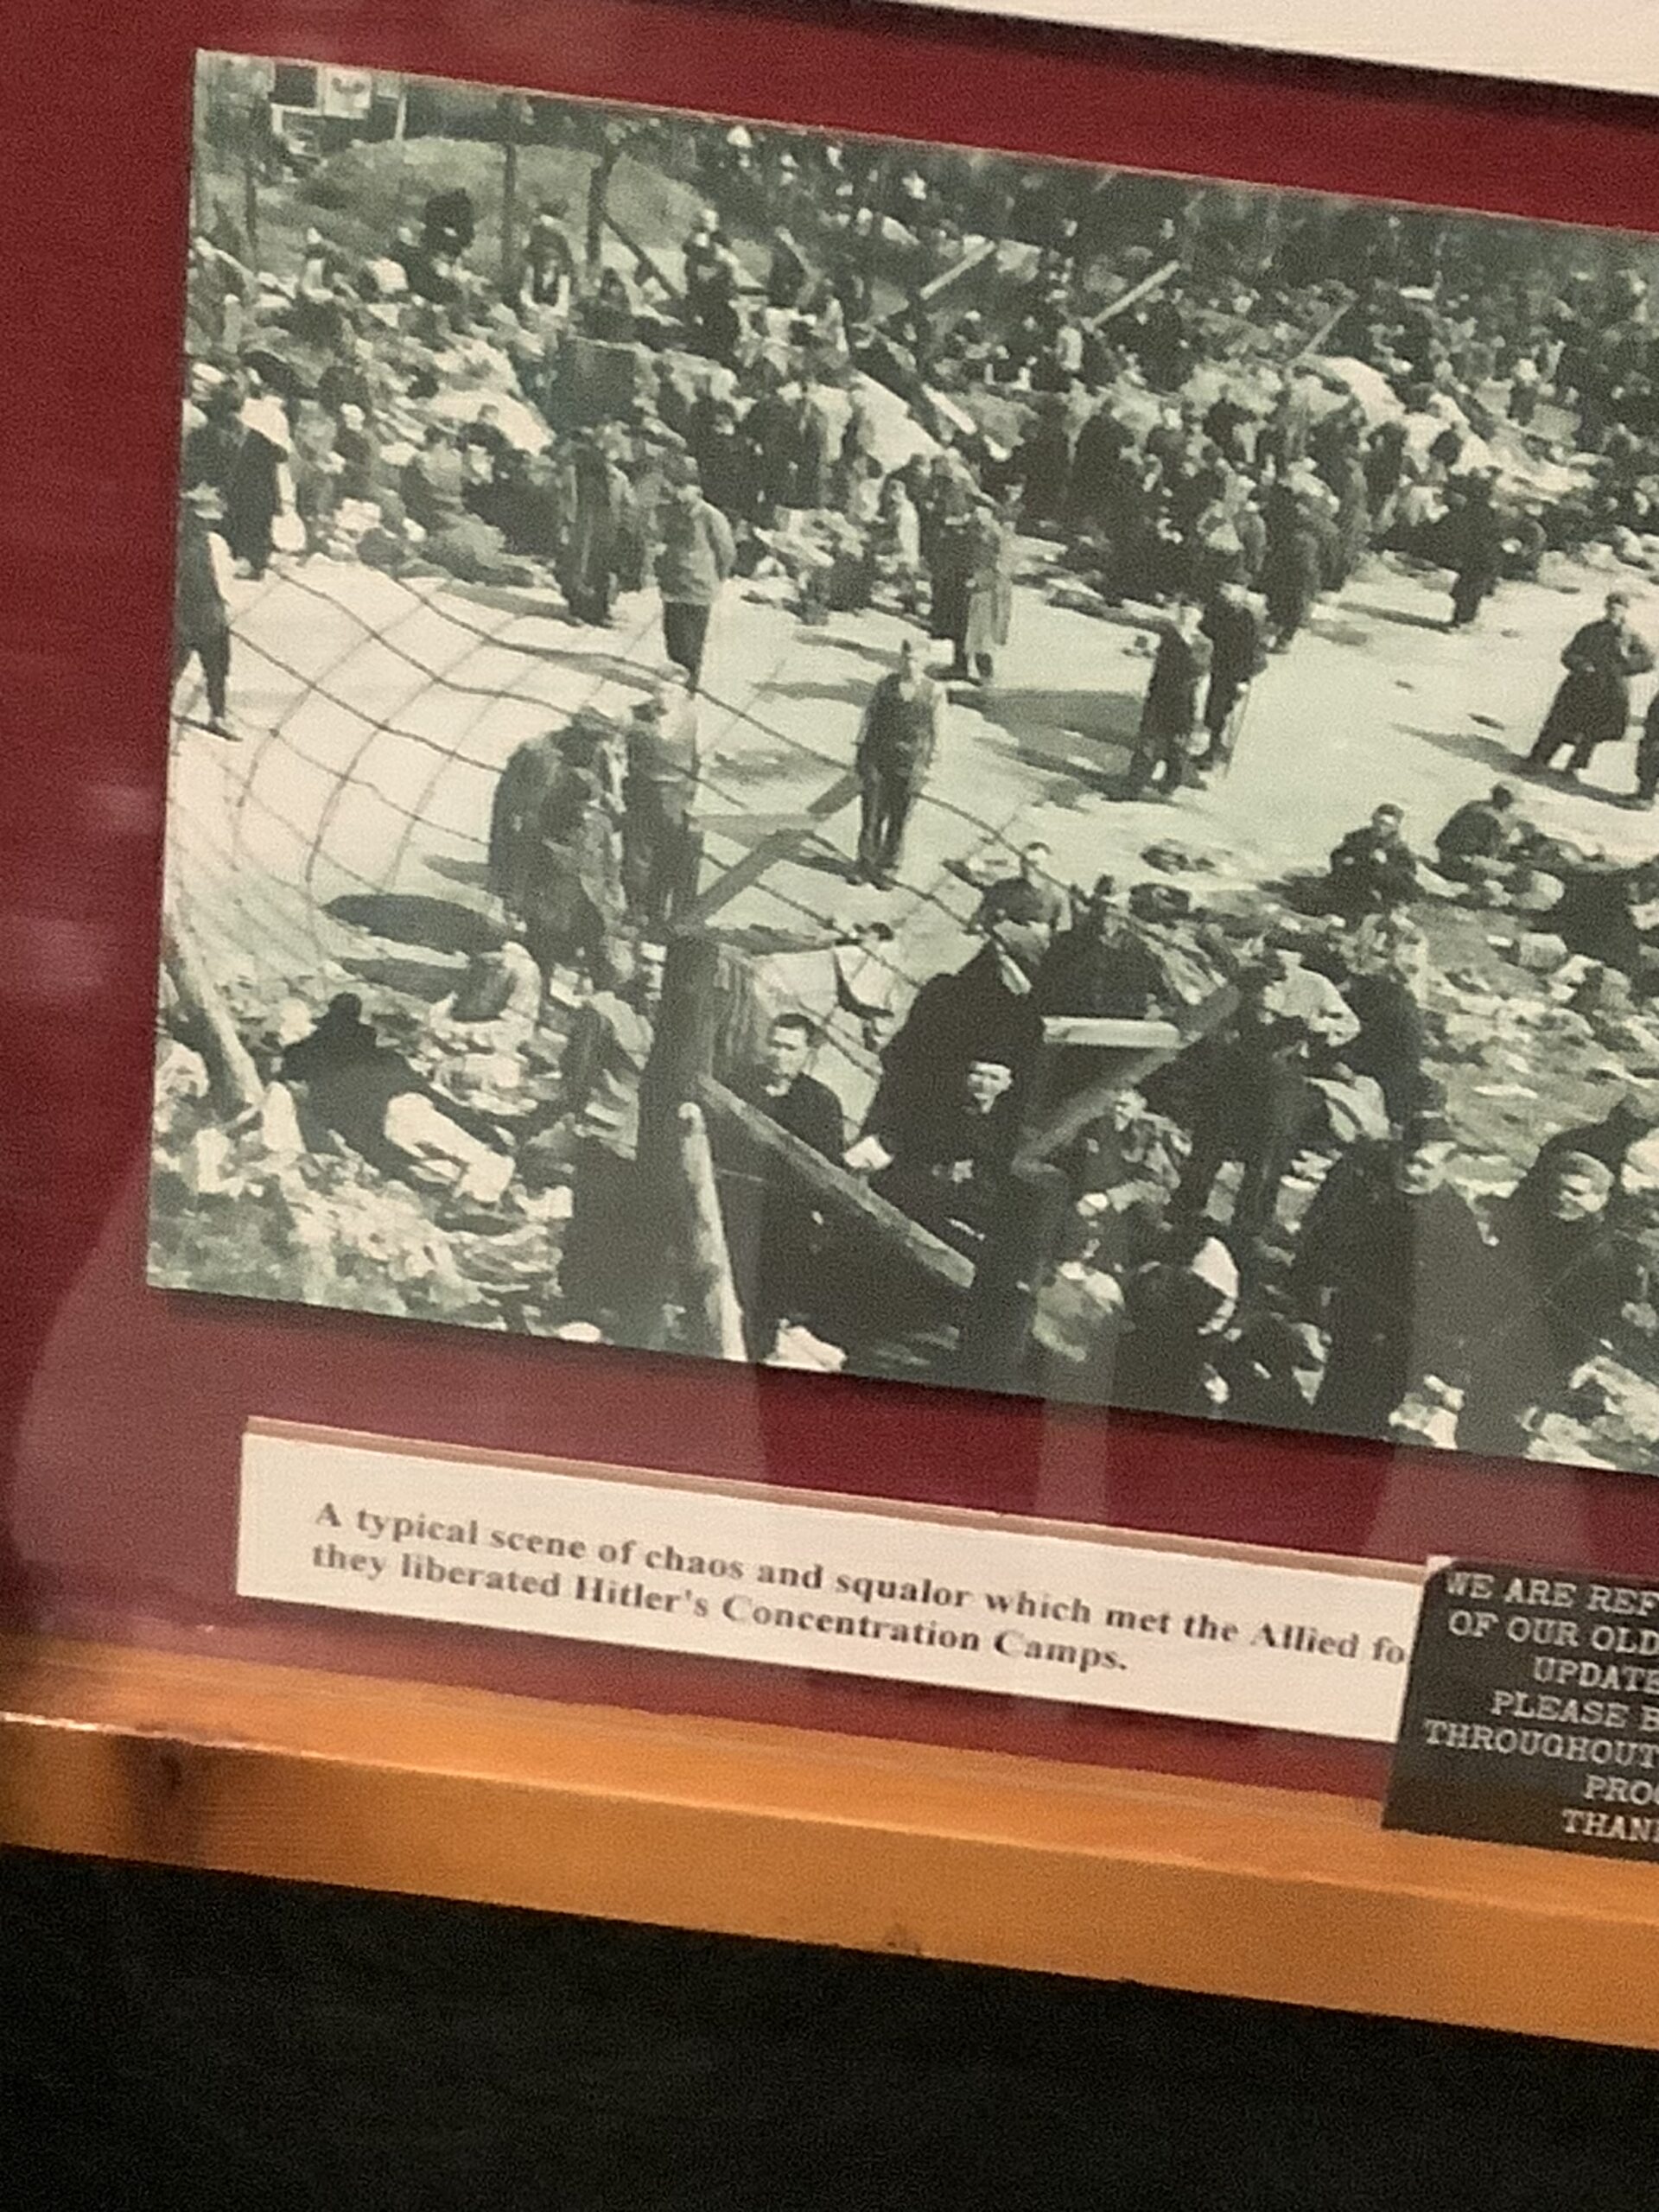 A typical scene of chaos and squalor which met the Allied fo
they liberated Hitler's Concentration Camps.
WE ARE REF
OF OUR OLD
UPDATE
PLEASE B
THROUGHOUT
PRO
THAN